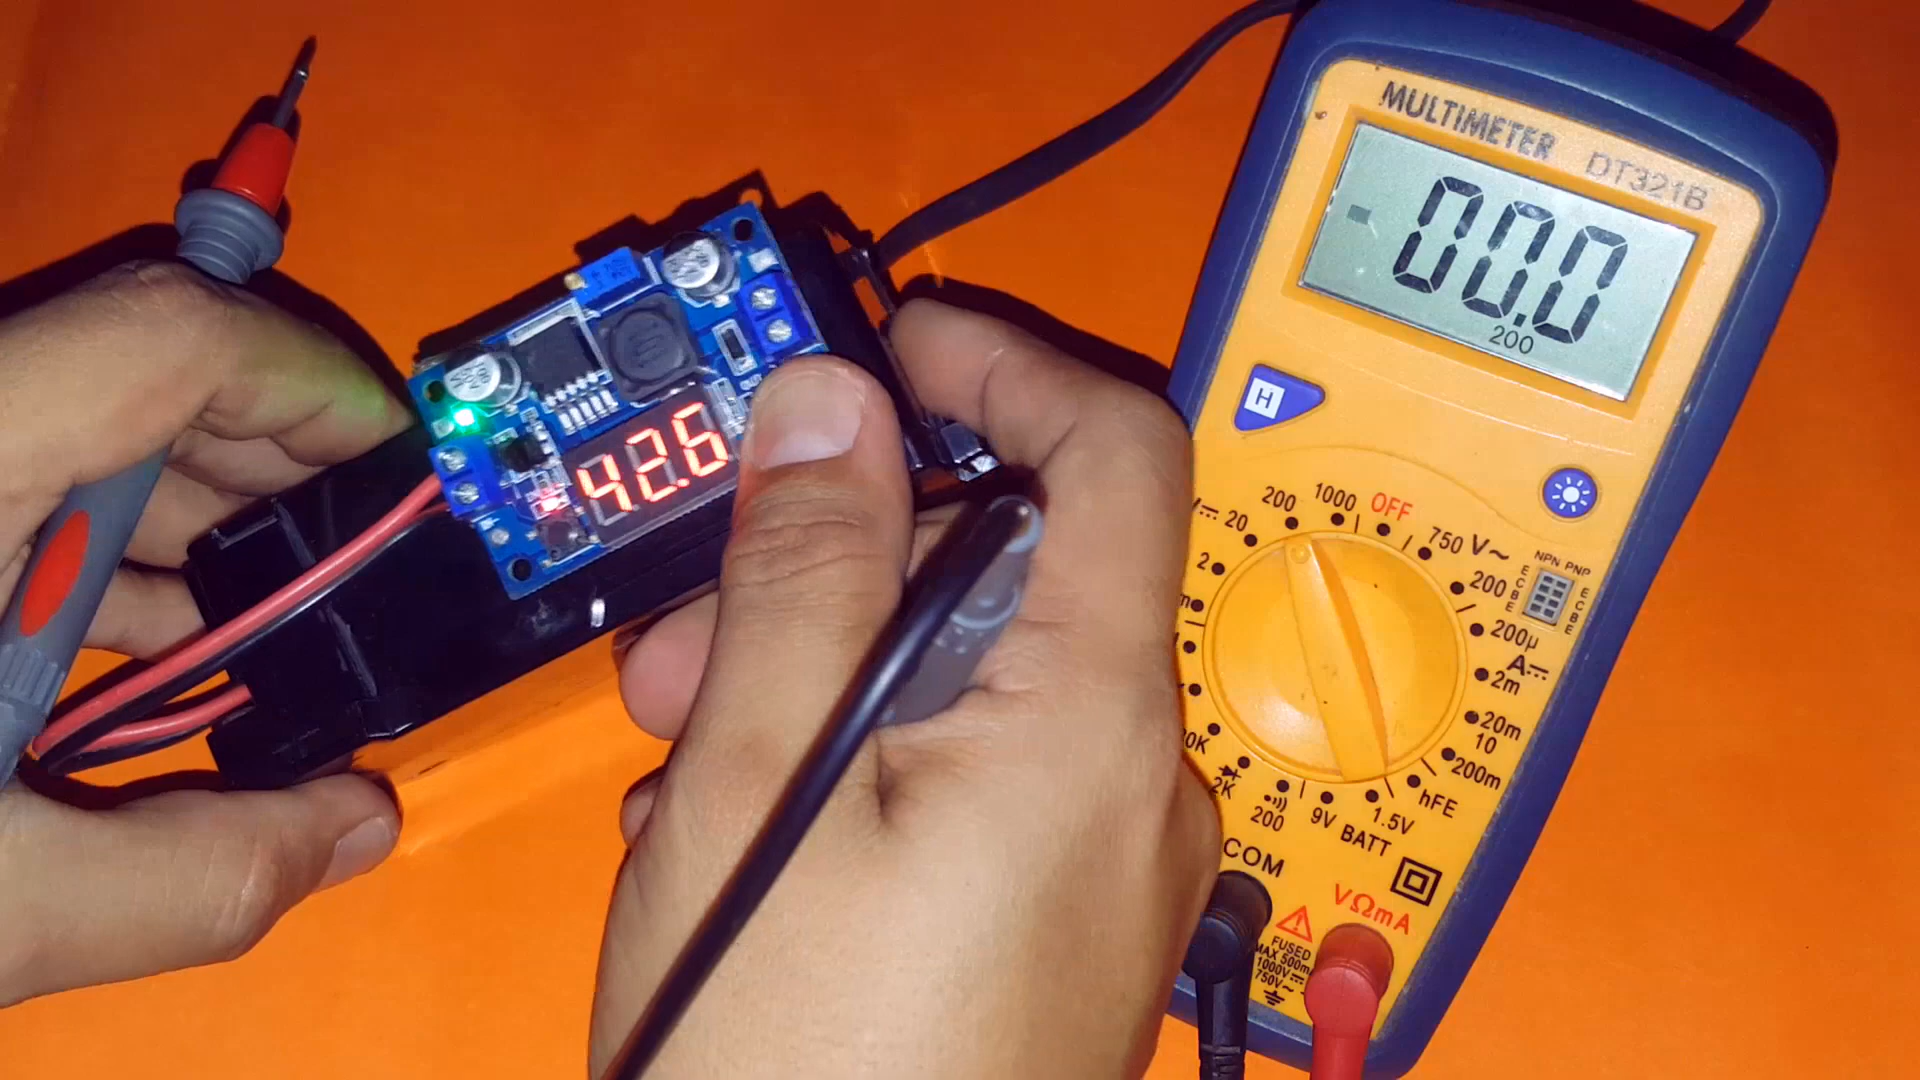 MULTIMETER DT321B
-00.0
200
H
42.6
200
1000
OFF
750 V~
V⎓ 20
2
m
200
200µ
A⎓
2m
20m
10
200m
hFE
1.5V
9V BATT
200
2K
20K
NPN PNP
E
C
B
E
E
C
B
E
COM
VΩmA
FUSED
MAX 500mA
1000V⎓
750V~